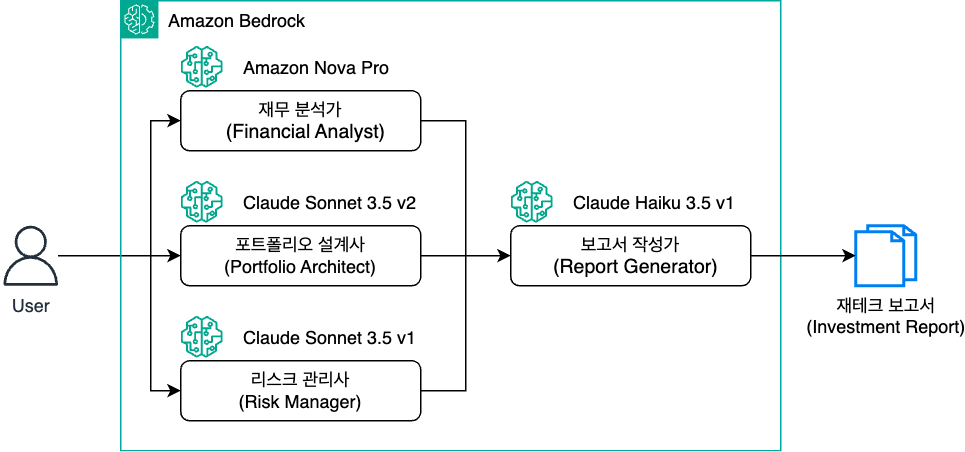 Amazon Bedrock
Amazon Nova Pro
재무 분석가
(Financial Analyst)
Claude Sonnet 3.5 v2
포트폴리오 설계사
(Portfolio Architect)
Claude Sonnet 3.5 v1
리스크 관리사
(Risk Manager)
Claude Haiku 3.5 v1
보고서 작성가
(Report Generator)
User
재테크 보고서
(Investment Report)